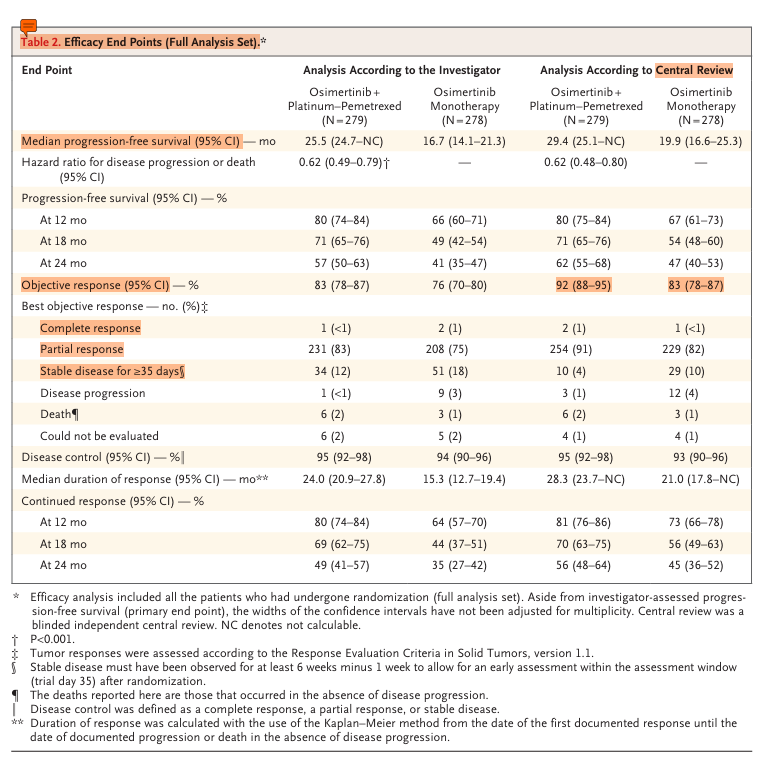 Table 2. Efficacy End Points (Full Analysis Set).*
End Point Analysis According to the Investigator Analysis According to Central Review
Osimertinib + Platinum–Pemetrexed (N=279) Osimertinib Monotherapy (N=278) Osimertinib + Platinum–Pemetrexed (N=279) Osimertinib Monotherapy (N=278)
Median progression-free survival (95% CI) — mo 25.5 (24.7–NC) 16.7 (14.1–21.3) 29.4 (25.1–NC) 19.9 (16.6–25.3)
Hazard ratio for disease progression or death (95% CI) 0.62 (0.49–0.79)† — 0.62 (0.48–0.80) —
Progression-free survival (95% CI) — %
At 12 mo 80 (74–84) 66 (60–71) 80 (75–84) 67 (61–73)
At 18 mo 71 (65–76) 49 (42–54) 71 (65–76) 54 (48–60)
At 24 mo 57 (50–63) 41 (35–47) 62 (55–68) 47 (40–53)
Objective response (95% CI) — % 83 (78–87) 76 (70–80) 92 (88–95) 83 (78–87)
Best objective response — no. (%)‡
Complete response 1 (<1) 2 (1) 2 (1) 1 (<1)
Partial response 231 (83) 208 (75) 254 (91) 229 (82)
Stable disease for ≥35 days§ 34 (12) 51 (18) 10 (4) 29 (10)
Disease progression 1 (<1) 9 (3) 3 (1) 12 (4)
Death¶ 6 (2) 3 (1) 6 (2) 3 (1)
Could not be evaluated 6 (2) 5 (2) 4 (1) 4 (1)
Disease control (95% CI) — %‖ 95 (92–98) 94 (90–96) 95 (92–98) 93 (90–96)
Median duration of response (95% CI) — mo** 24.0 (20.9–27.8) 15.3 (12.7–19.4) 28.3 (23.7–NC) 21.0 (17.8–NC)
Continued response (95% CI) — %
At 12 mo 80 (74–84) 64 (57–70) 81 (76–86) 73 (66–78)
At 18 mo 69 (62–75) 44 (37–51) 70 (63–75) 56 (49–63)
At 24 mo 49 (41–57) 35 (27–42) 56 (48–64) 45 (36–52)
* Efficacy analysis included all the patients who had undergone randomization (full analysis set). Aside from investigator-assessed progres-
sion-free survival (primary end point), the widths of the confidence intervals have not been adjusted for multiplicity. Central review was a
blinded independent central review. NC denotes not calculable.
† P<0.001.
‡ Tumor responses were assessed according to the Response Evaluation Criteria in Solid Tumors, version 1.1.
§ Stable disease must have been observed for at least 6 weeks minus 1 week to allow for an early assessment within the assessment window
(trial day 35) after randomization.
¶ The deaths reported here are those that occurred in the absence of disease progression.
| Disease control was defined as a complete response, a partial response, or stable disease.
** Duration of response was calculated with the use of the Kaplan–Meier method from the date of the first documented response until the
date of documented progression or death in the absence of disease progression.